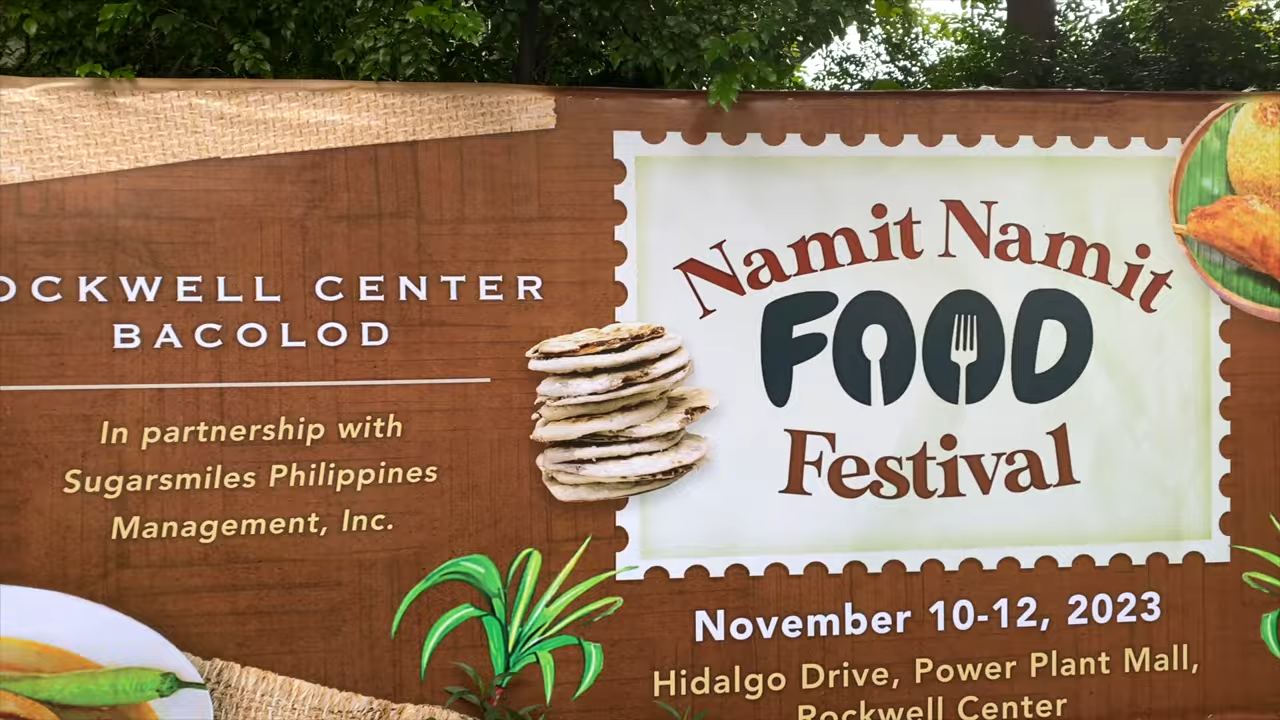 OCKWELL CENTER
BACOLOD
In partnership with
Sugarsmiles Philippines
Management, Inc.
Namit Namit
FOOD
Festival
November 10-12, 2023
Hidalgo Drive, Power Plant Mall,
Rockwell Center